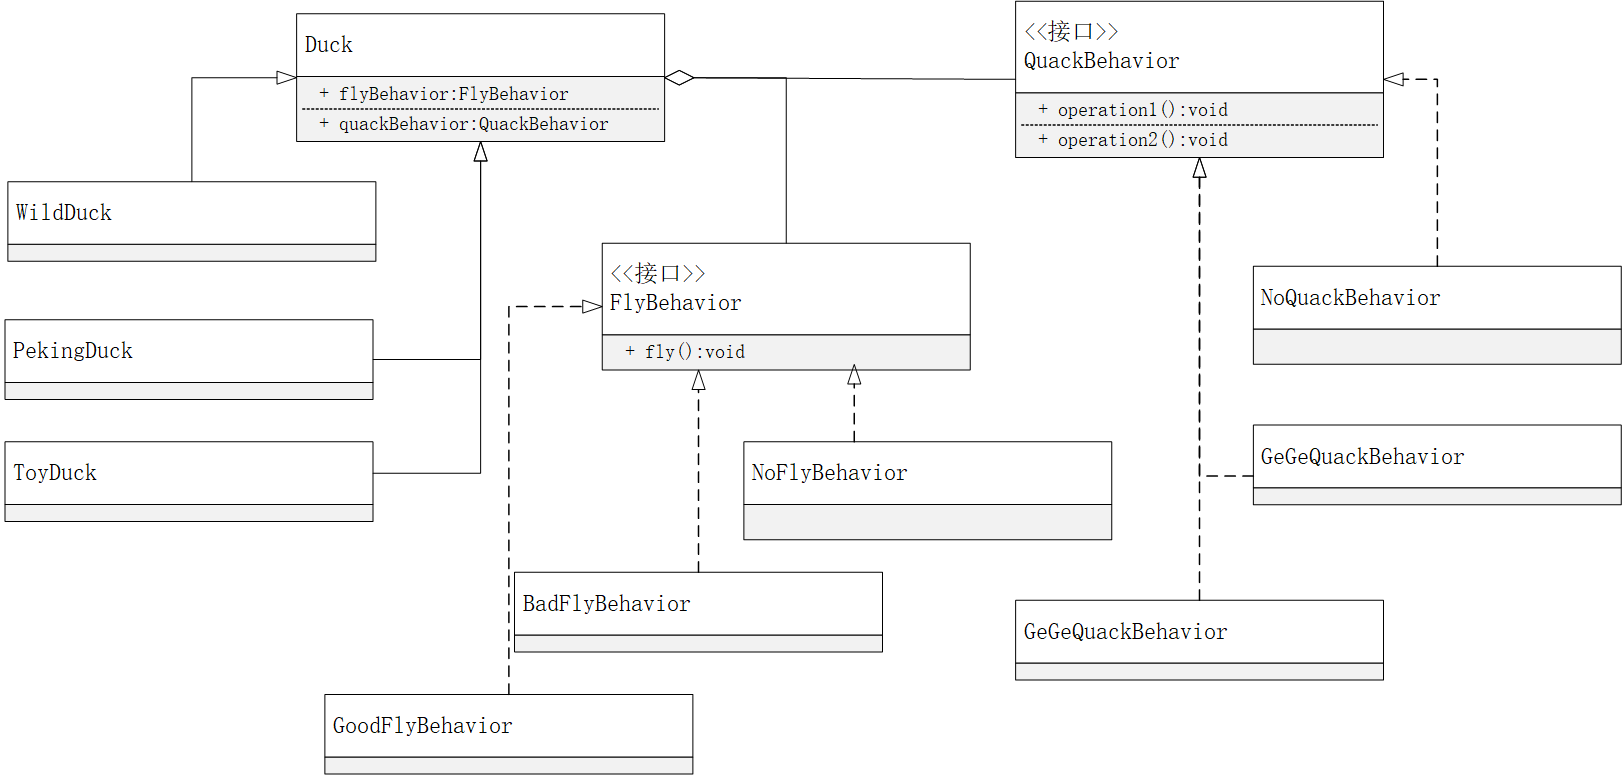 Duck
+ flyBehavior:FlyBehavior
+ quackBehavior:QuackBehavior
<<接口>>
QuackBehavior
+ operation1():void
+ operation2():void
WildDuck
PekingDuck
ToyDuck
<<接口>>
FlyBehavior
+ fly():void
NoQuackBehavior
GeGeQuackBehavior
NoFlyBehavior
BadFlyBehavior
GeGeQuackBehavior
GoodFlyBehavior